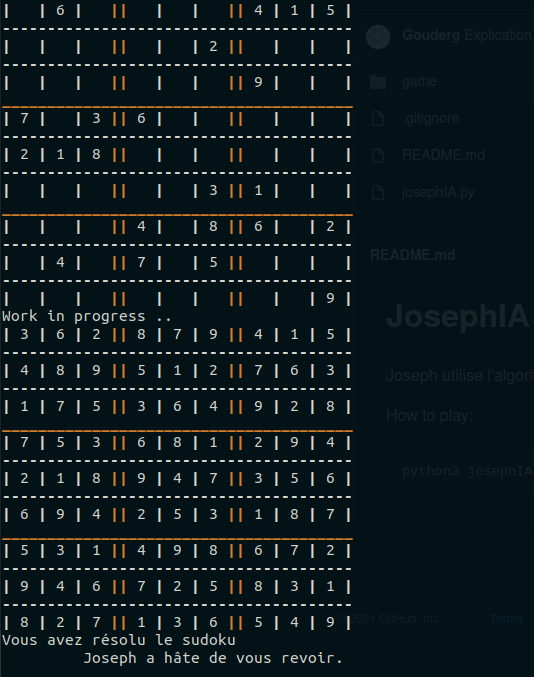 |   | 6 |   ||   |   |   || 4 | 1 | 5 |
---------------------------------------
|   |   |   ||   |   | 2 ||   |   |   |
---------------------------------------
|   |   |   ||   |   |   || 9 |   |   |
_______________________________________
| 7 |   | 3 || 6 |   |   ||   |   |   |
---------------------------------------
| 2 | 1 | 8 ||   |   |   ||   |   |   |
---------------------------------------
|   |   |   ||   |   | 3 || 1 |   |   |
_______________________________________
|   |   |   || 4 |   | 8 || 6 |   | 2 |
---------------------------------------
|   | 4 |   || 7 |   | 5 ||   |   |   |
---------------------------------------
|   |   |   ||   |   |   ||   |   | 9 |
Work in progress ..
| 3 | 6 | 2 || 8 | 7 | 9 || 4 | 1 | 5 |
---------------------------------------
| 4 | 8 | 9 || 5 | 1 | 2 || 7 | 6 | 3 |
---------------------------------------
| 1 | 7 | 5 || 3 | 6 | 4 || 9 | 2 | 8 |
_______________________________________
| 7 | 5 | 3 || 6 | 8 | 1 || 2 | 9 | 4 |
---------------------------------------
| 2 | 1 | 8 || 9 | 4 | 7 || 3 | 5 | 6 |
---------------------------------------
| 6 | 9 | 4 || 2 | 5 | 3 || 1 | 8 | 7 |
_______________________________________
| 5 | 3 | 1 || 4 | 9 | 8 || 6 | 7 | 2 |
---------------------------------------
| 9 | 4 | 6 || 7 | 2 | 5 || 8 | 3 | 1 |
---------------------------------------
| 8 | 2 | 7 || 1 | 3 | 6 || 5 | 4 | 9 |
Vous avez résolu le sudoku
Joseph a hâte de vous revoir.
Gouderg Explication
game
.gitignore
README.md
josephIA.py
README.md
JosephIA
Joseph utilise l'algori
How to play:
python3 josephIA
2021 GitHub, Inc
Terms